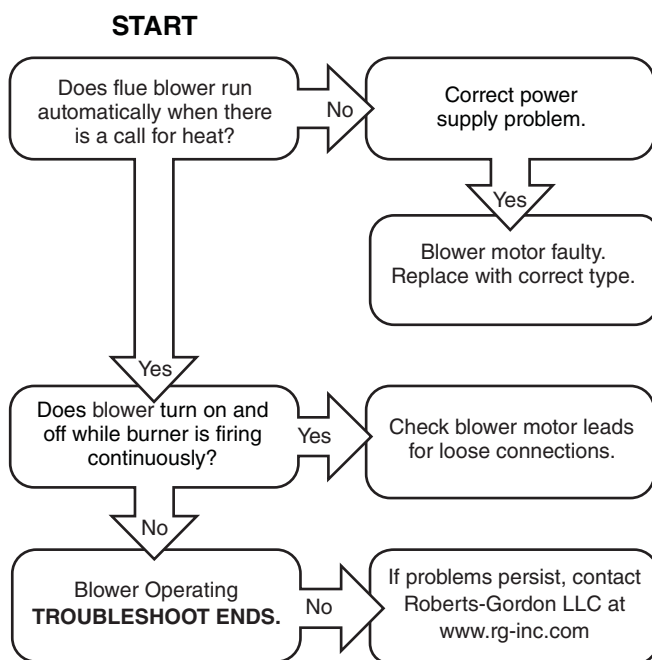 START
Does flue blower run
automatically when there
is a call for heat?
No
Correct power
supply problem.
Yes
Blower motor faulty.
Replace with correct type.
Yes
Does blower turn on and
off while burner is firing
continuously?
Yes
Check blower motor leads
for loose connections.
No
Blower Operating
TROUBLESHOOT ENDS.
No
If problems persist, contact
Roberts-Gordon LLC at
www.rg-inc.com